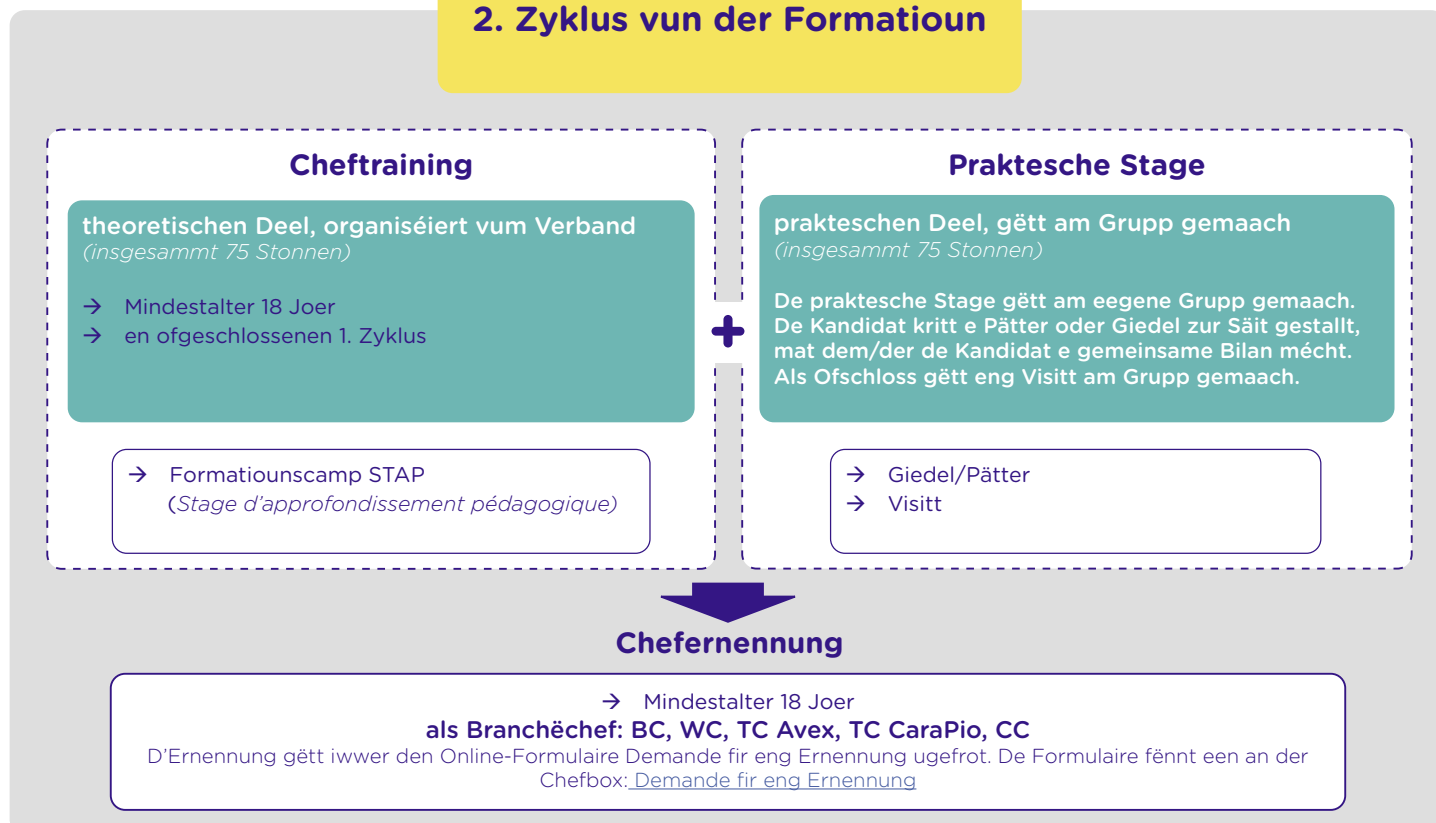 2. Zyklus vun der Formatioun
Cheftraining
theoretischen Deel, organiséiert vum Verband
(insgesammt 75 Stonnen)
→ Mindestalter 18 Joer
→ en ofgeschlossenen 1. Zyklus
→ Formatiounscamp STAP
(Stage d’approfondissement pédagogique)
+
Praktesche Stage
prakteschen Deel, gëtt am Grupp gemaach
(insgesammt 75 Stonnen)
De praktesche Stage gëtt am eegene Grupp gemaach.
De Kandidat kritt e Pätter oder Giedel zur Säit gestallt,
mat dem/der de Kandidat e gemeinsame Bilan mécht.
Als Ofschloss gëtt eng Visitt am Grupp gemaach.
→ Giedel/Pätter
→ Visitt
Chefernennung
→ Mindestalter 18 Joer
als Branchëchef: BC, WC, TC Avex, TC CaraPio, CC
D’Ernennung gëtt iwwer den Online-Formulaire Demande fir eng Ernennung ugefrot. De Formulaire fënnt een an der
Chefbox: Demande fir eng Ernennung